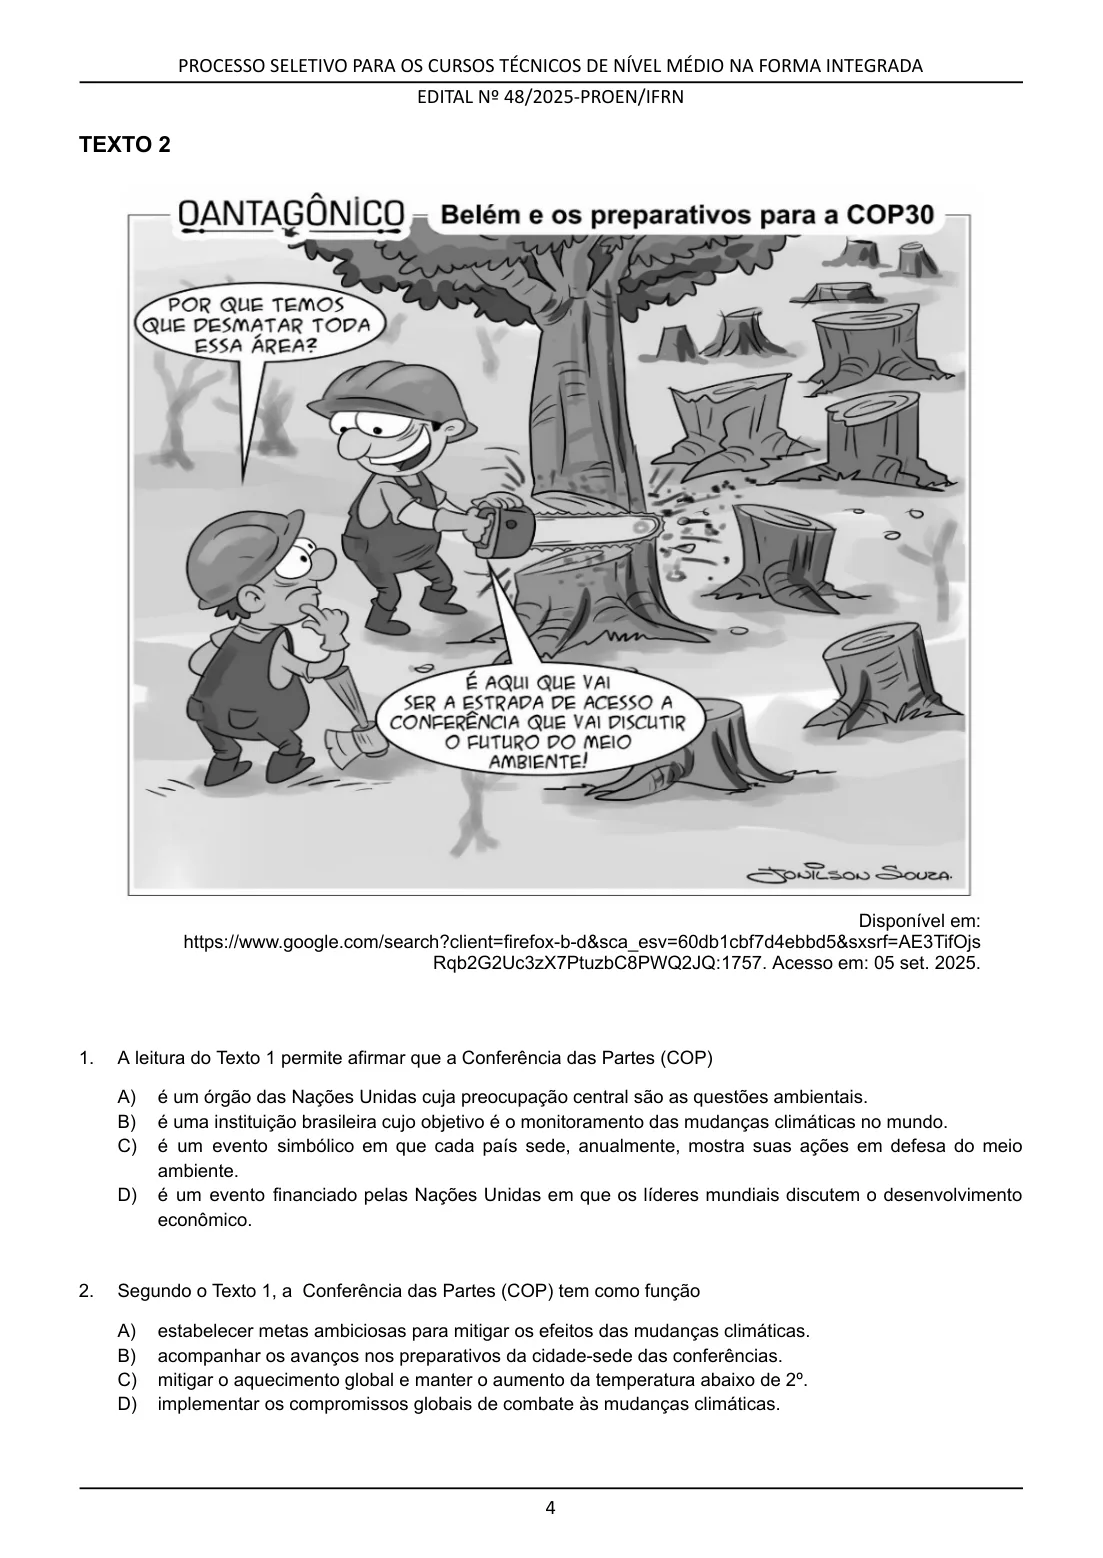 PROCESSO SELETIVO PARA OS CURSOS TÉCNICOS DE NÍVEL MÉDIO NA FORMA INTEGRADA
EDITAL Nº 48/2025-PROEN/IFRN
TEXTO 2
OANTAGÔNICO
Belém e os preparativos para a COP30
POR QUE TEMOS
QUE DESMATAR TODA
ESSA ÁREA?
É AQUI QUE VAI
SER A ESTRADA DE ACESSO A
CONFERÊNCIA QUE VAI DISCUTIR
O FUTURO DO MEIO
AMBIENTE!
JONILSON SOUZA.
Disponível em:
https://www.google.com/search?client=firefox-b-d&sca_esv=60db1cbf7d4ebbd5&sxsrf=AE3TifOjs
Rqb2G2Uc3zX7PtuzbC8PWQ2JQ:1757. Acesso em: 05 set. 2025.
1. A leitura do Texto 1 permite afirmar que a Conferência das Partes (COP)
A) é um órgão das Nações Unidas cuja preocupação central são as questões ambientais.
B) é uma instituição brasileira cujo objetivo é o monitoramento das mudanças climáticas no mundo.
C) é um evento simbólico em que cada país sede, anualmente, mostra suas ações em defesa do meio
ambiente.
D) é um evento financiado pelas Nações Unidas em que os líderes mundiais discutem o desenvolvimento
econômico.
2. Segundo o Texto 1, a Conferência das Partes (COP) tem como função
A) estabelecer metas ambiciosas para mitigar os efeitos das mudanças climáticas.
B) acompanhar os avanços nos preparativos da cidade-sede das conferências.
C) mitigar o aquecimento global e manter o aumento da temperatura abaixo de 2º.
D) implementar os compromissos globais de combate às mudanças climáticas.
4